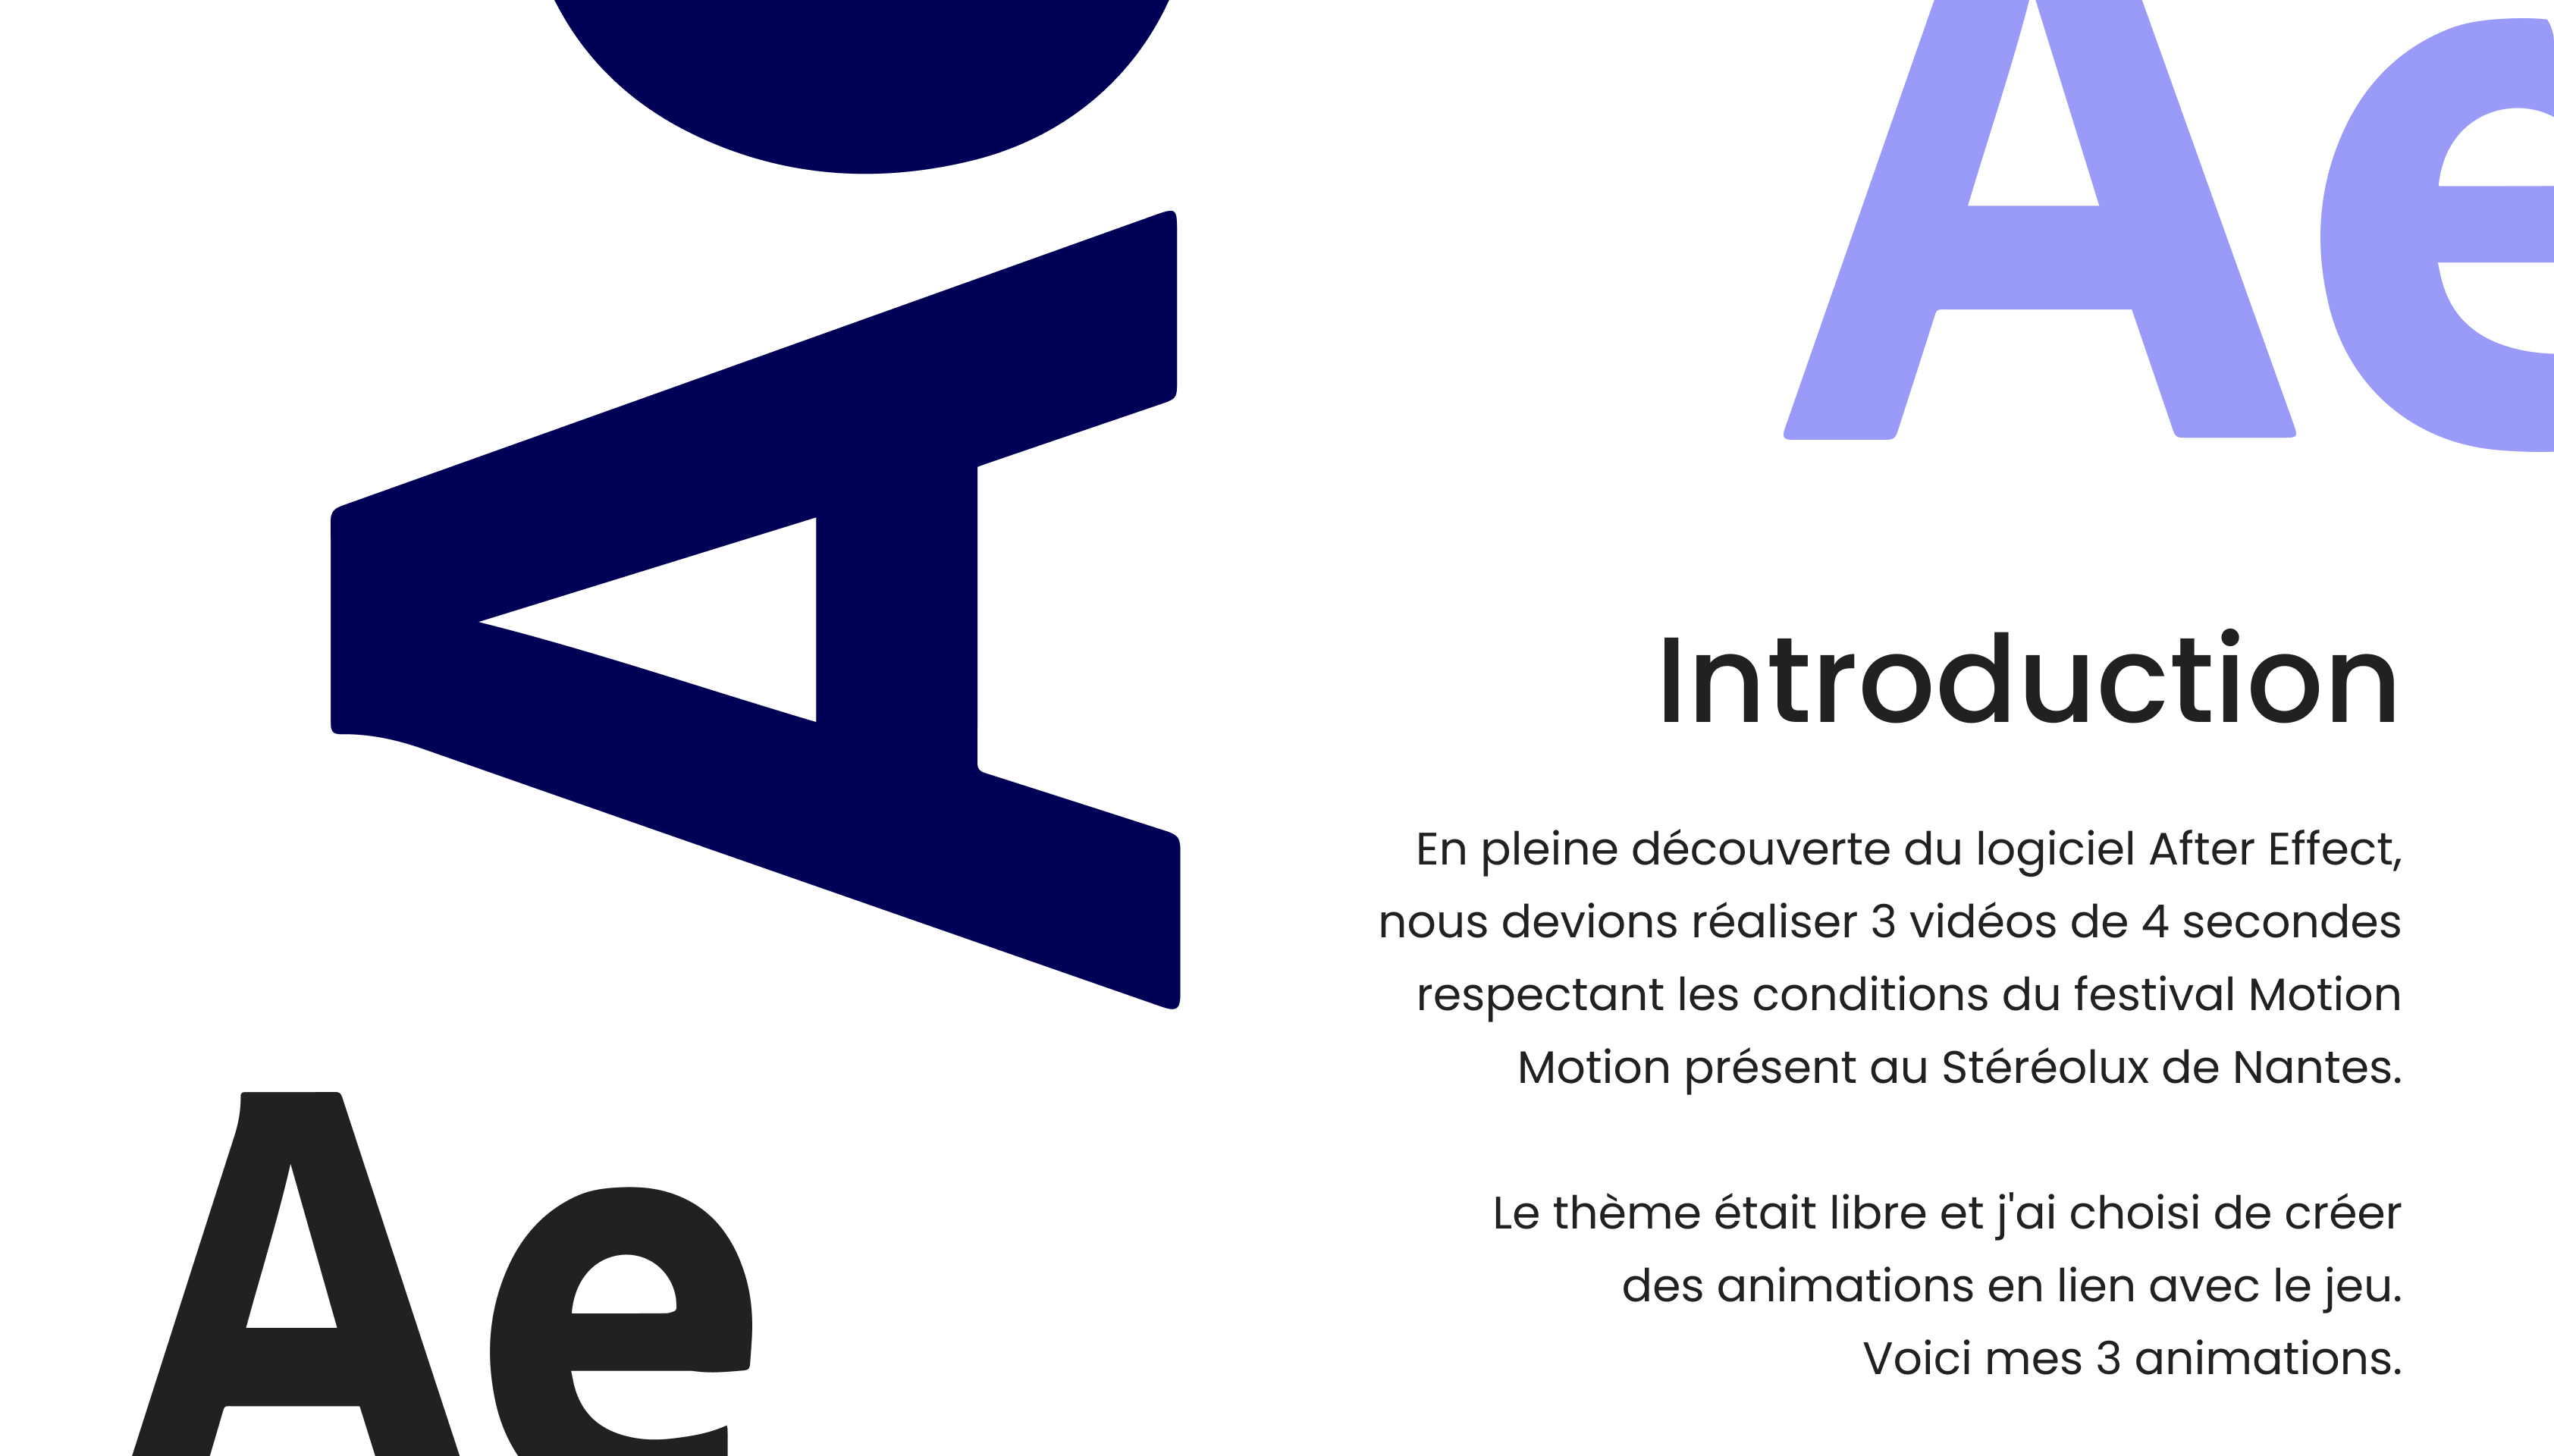 Ae
Ae
Introduction
En pleine découverte du logiciel After Effect,
nous devions réaliser 3 vidéos de 4 secondes
respectant les conditions du festival Motion
Motion présent au Stéréolux de Nantes.
Le thème était libre et j'ai choisi de créer
des animations en lien avec le jeu.
Voici mes 3 animations.
Ae